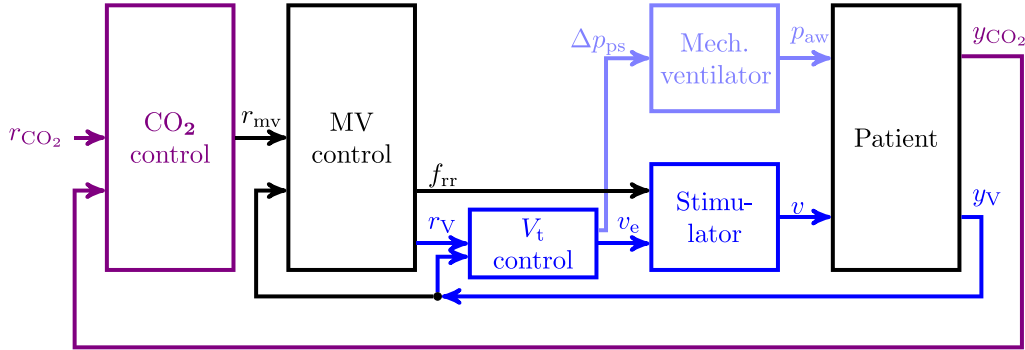 r_CO₂
CO₂
control
r_mv
MV
control
f_rr
r_V
V_t
control
Δp_ps
v_e
Mech.
ventilator
Stimu-
lator
p_aw
v
Patient
y_CO₂
y_V